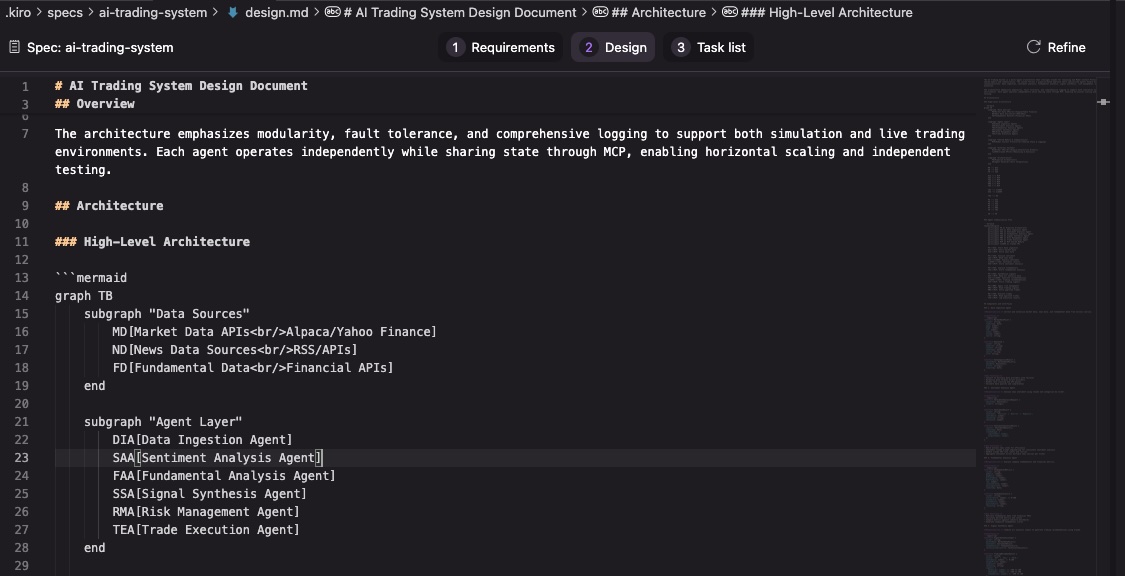 .kiro > specs > ai-trading-system > design.md > # AI Trading System Design Document > ## Architecture > ### High-Level Architecture
Spec: ai-trading-system
1 Requirements
2 Design
3 Task list
Refine
1 # AI Trading System Design Document
3 ## Overview
6
7 The architecture emphasizes modularity, fault tolerance, and comprehensive logging to support both simulation and live trading
environments. Each agent operates independently while sharing state through MCP, enabling horizontal scaling and independent
testing.
8
9 ## Architecture
10
11 ### High-Level Architecture
12
13 ```mermaid
14 graph TB
15 subgraph "Data Sources"
16 MD[Market Data APIs<br/>Alpaca/Yahoo Finance]
17 ND[News Data Sources<br/>RSS/APIs]
18 FD[Fundamental Data<br/>Financial APIs]
19 end
20
21 subgraph "Agent Layer"
22 DIA[Data Ingestion Agent]
23 SAA[Sentiment Analysis Agent]
24 FAA[Fundamental Analysis Agent]
25 SSA[Signal Synthesis Agent]
26 RMA[Risk Management Agent]
27 TEA[Trade Execution Agent]
28 end
29